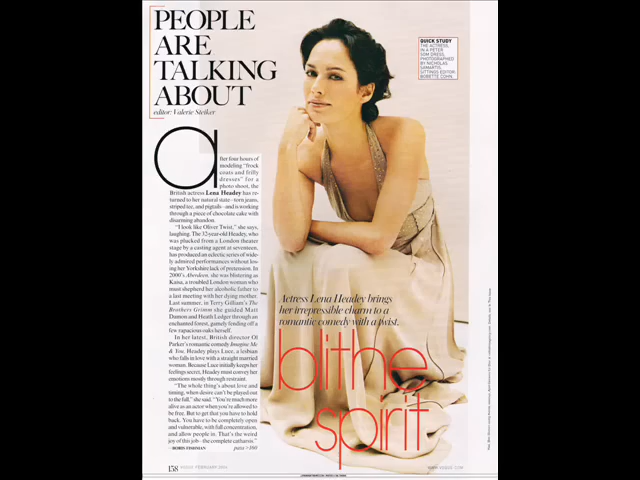 PEOPLE
ARE
TALKING
ABOUT
editor: Valerie Steiker
QUICK STUDY
THE ACTRESS,
IN A PETER
SOM DRESS,
PHOTOGRAPHED
BY NICHOLAS
SAMARTIS.
SITTINGS EDITOR:
after four hours of
modeling "frock
coats and frilly
dresses" for a
photo shoot, the
British actress Lena Headey has re-
turned to her natural state—torn jeans,
striped tee, and pigtails—and is working
through a piece of chocolate cake with
disarming abandon.
"I look like Oliver Twist," she says,
laughing. The 32-year-old Headey, who
was plucked from a London theater
stage by a casting agent at seventeen,
has produced an eclectic series of wide-
ly admired performances without los-
ing her Yorkshire lack of pretension. In
2000's Aberdeen, she was blistering as
Kaisa, a troubled London woman who
must shepherd her alcoholic father to
a last meeting with her dying mother.
Last summer, in Terry Gilliam's The
Brothers Grimm she guided Matt
Damon and Heath Ledger through an
enchanted forest, gamely fending off a
few rapacious oafs herself.
In her latest, British director Ol
Parker's romantic comedy Imagine Me
& You, Headey plays Luce, a lesbian
who falls in love with a straight married
woman. Because Luce initially keeps her
feelings secret, Headey must convey her
emotions mostly through restraint.
"The whole thing's about love and
timing, when desire can't be played out
to the full," she said. "You're much more
alive as an actor when you're allowed to
be free. But to get that you have to hold
back. You have to be completely open
and vulnerable, with full concentration,
and allow people in. That's the weird
joy of this job—the complete catharsis."
Actress Lena Headey brings
her irrepressible charm to a
romantic comedy with a twist.
blithe
spirit
158 VOGUE FEBRUARY 2006
WWW.VOGUE.COM